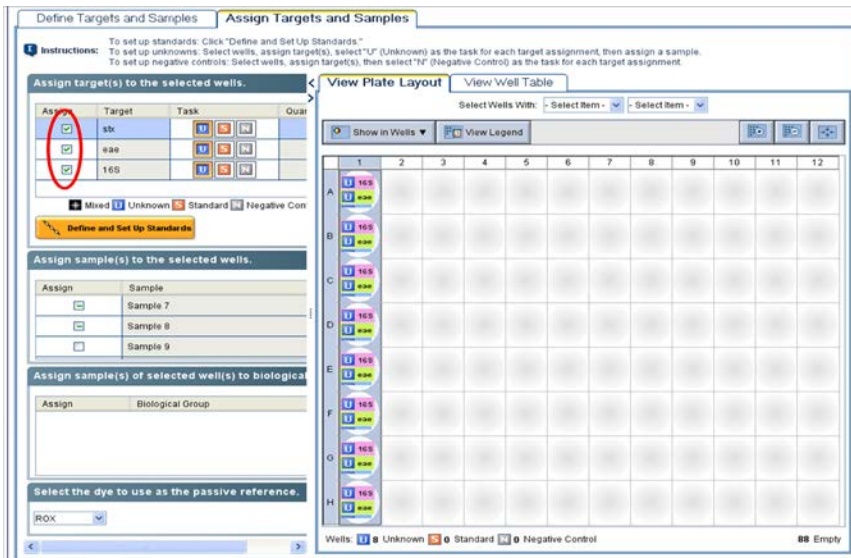 Define Targets and Samples
Assign Targets and Samples
Instructions:
To set up standards: Click "Define and Set Up Standards."
To set up unknowns: Select wells, assign target(s), select "U" (Unknown) as the task for each target assignment, then assign a sample.
To set up negative controls: Select wells, assign target(s), then select "N" (Negative Control) as the task for each target assignment.
Assign target(s) to the selected wells.
Assign Target Task Quan
stx U S N
eae U S N
16S U S N
Mixed U Unknown S Standard N Negative Con
Define and Set Up Standards
Assign sample(s) to the selected wells.
Assign Sample
Sample 7
Sample 8
Sample 9
Assign sample(s) of selected well(s) to biological
Assign Biological Group
Select the dye to use as the passive reference.
ROX
View Plate Layout
View Well Table
Select Wells With: - Select Item - - Select Item -
Show in Wells ▼ View Legend
1 2 3 4 5 6 7 8 9 10 11 12
A U 16S
U eae
B U 16S
U eae
C U 16S
U eae
D U 16S
U eae
E U 16S
U eae
F U 16S
U eae
G U 16S
U eae
H U 16S
U eae
Wells: U 8 Unknown S 0 Standard N 0 Negative Control 88 Empty